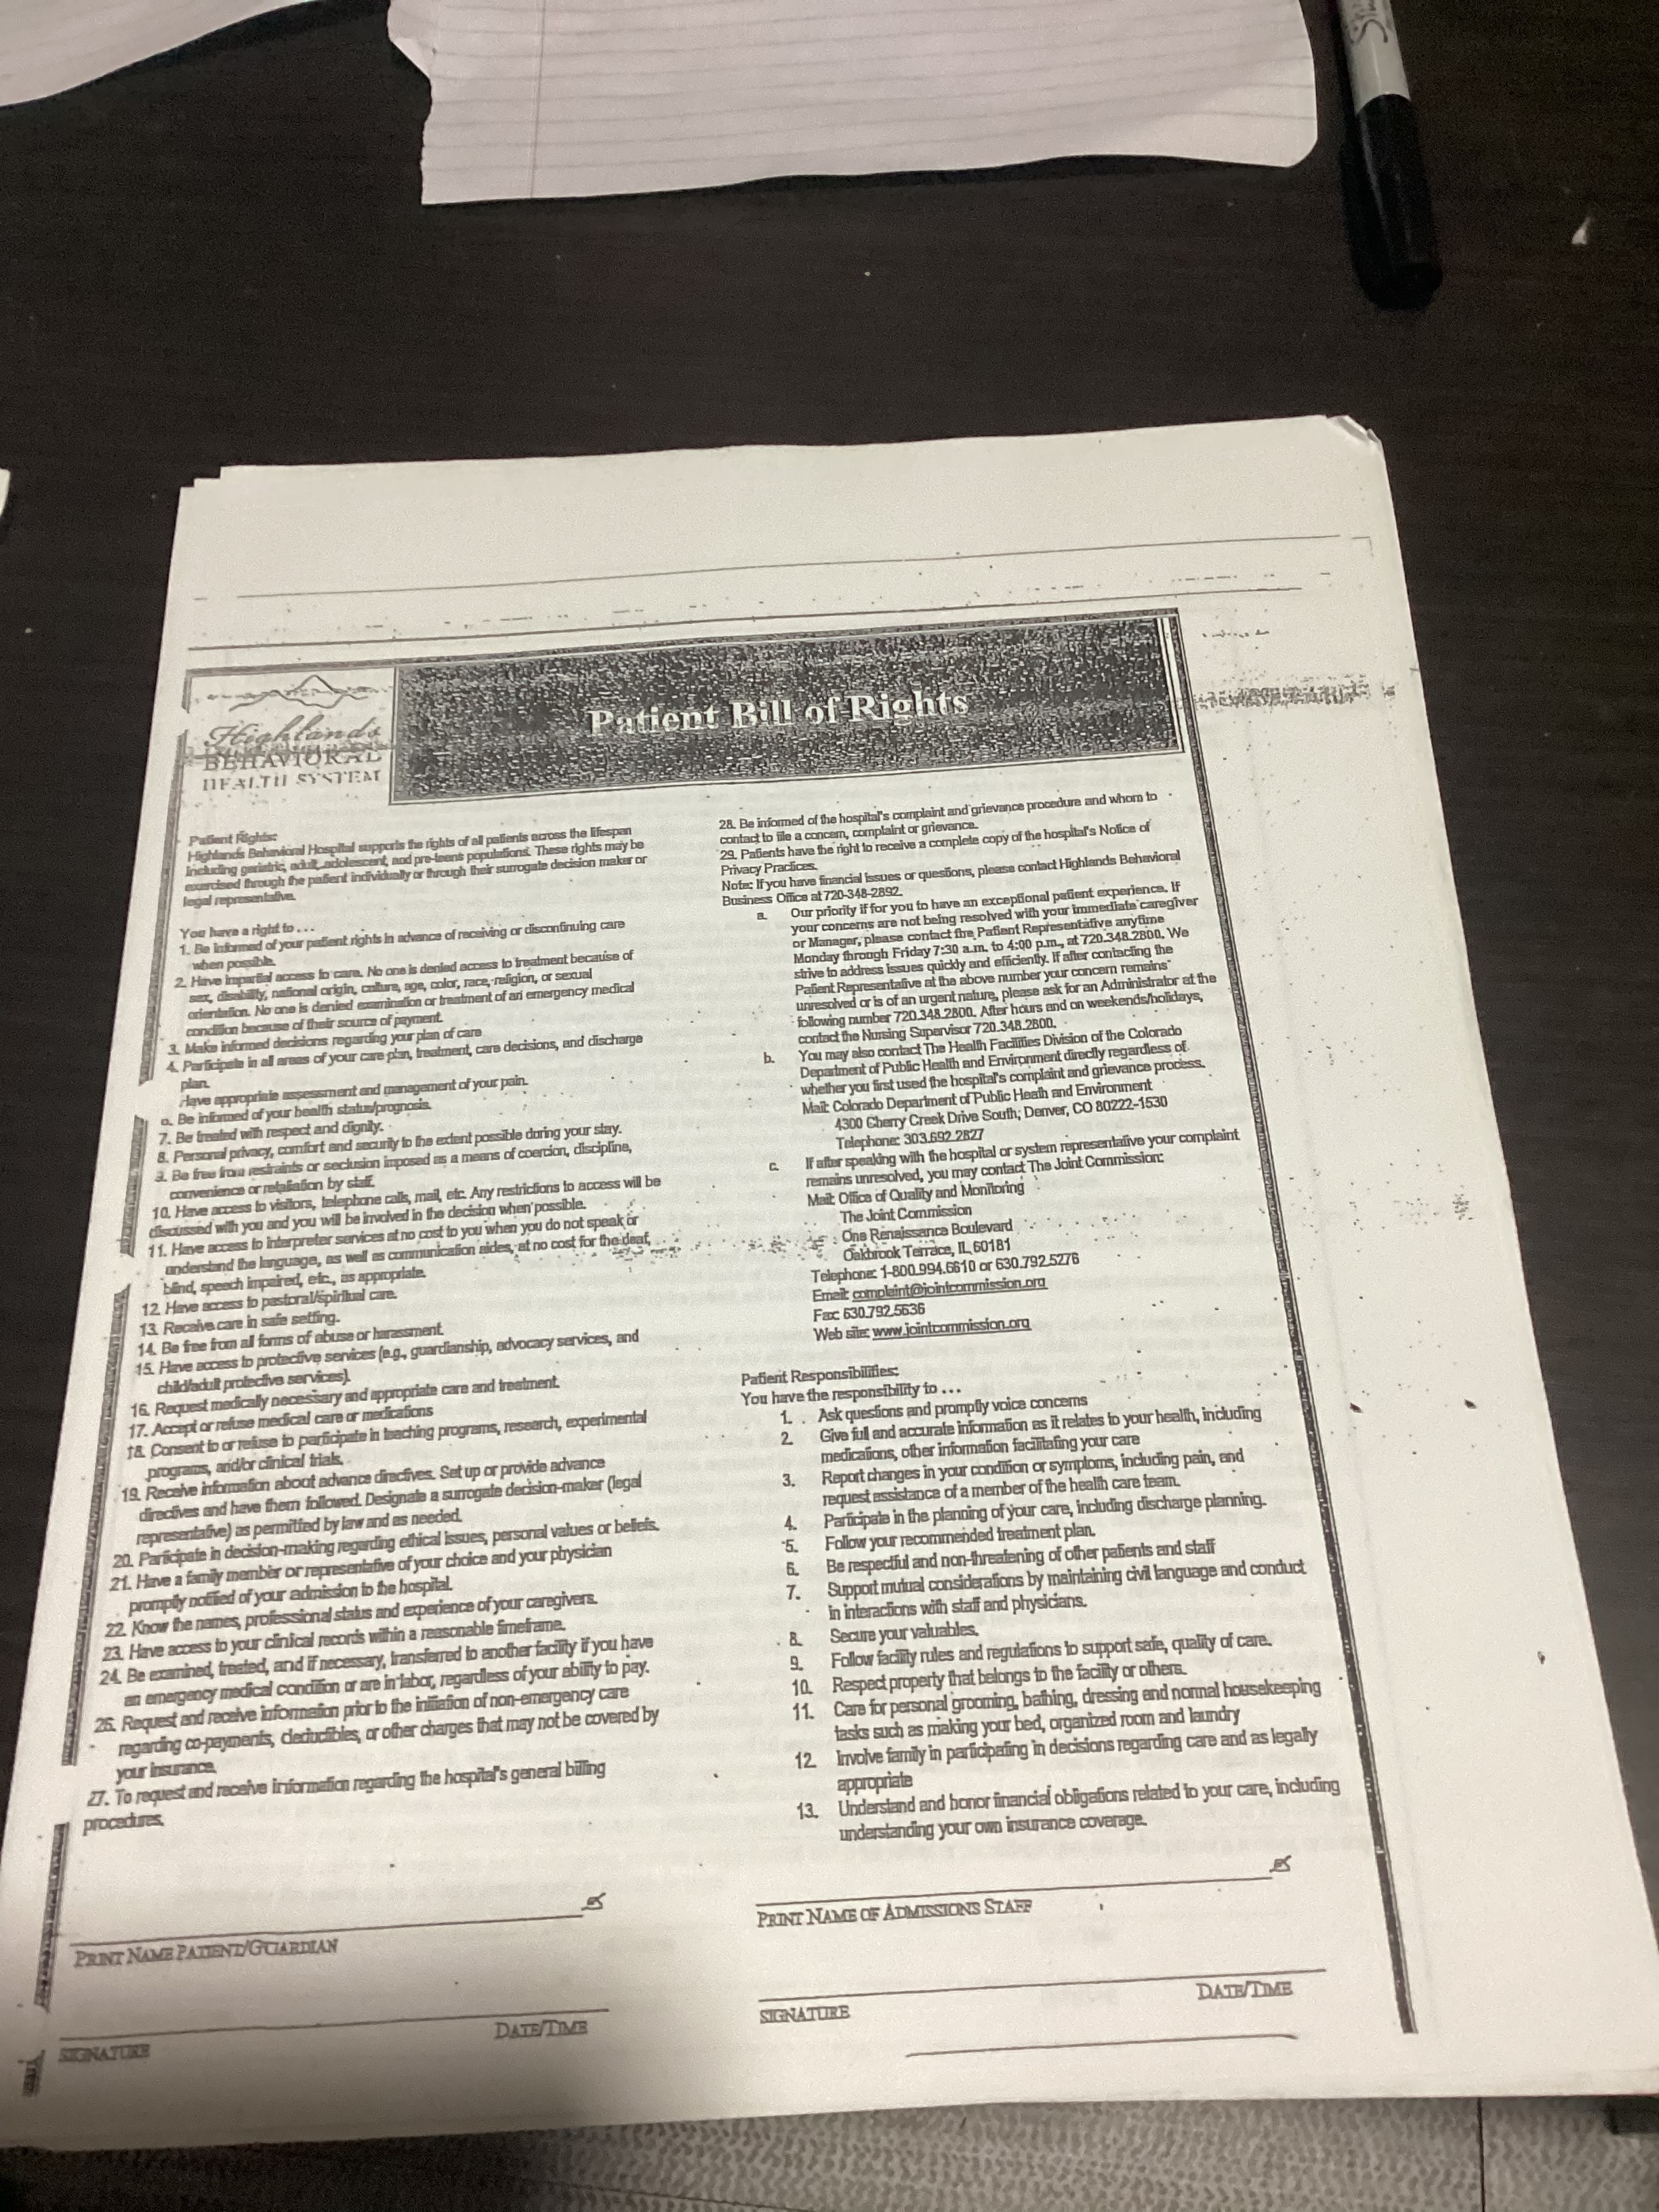 Highlands
BEHAVIORAL
HEALTH SYSTEM
Patient Bill of Rights
Patient Rights:
Highlands Behavioral Hospital supports the rights of all patients across the lifespan
including geriatric, adult, adolescent, and pre-teens populations. These rights may be
exercised through the patient individually or through their surrogate decision maker or
legal representative.
You have a right to . . .
1. Be informed of your patient rights in advance of receiving or discontinuing care
when possible.
2. Have impartial access to care. No one is denied access to treatment because of
sex, disability, national origin, culture, age, color, race, religion, or sexual
orientation. No one is denied examination or treatment of an emergency medical
condition because of their source of payment.
3. Make informed decisions regarding your plan of care
4. Participate in all areas of your care plan, treatment, care decisions, and discharge
plan.
Have appropriate assessment and management of your pain.
Be informed of your health status/prognosis.
7. Be treated with respect and dignity.
8. Personal privacy, comfort and security to the extent possible during your stay.
Be free from restraints or seclusion imposed as a means of coercion, discipline,
convenience or retaliation by staff.
10. Have access to visitors, telephone calls, mail, etc. Any restrictions to access will be
discussed with you and you will be involved in the decision when possible.
11. Have access to interpreter services at no cost to you when you do not speak or
understand the language, as well as communication aides, at no cost for the deaf,
blind, speech impaired, etc., as appropriate.
12. Have access to pastoral/spiritual care.
13. Receive care in safe setting.
14. Be free from all forms of abuse or harassment.
15. Have access to protective services (e.g., guardianship, advocacy services, and
child/adult protective services).
16. Request medically necessary and appropriate care and treatment.
17. Accept or refuse medical care or medications
18. Consent to or refuse to participate in teaching programs, research, experimental
programs, and/or clinical trials.
19. Receive information about advance directives. Set up or provide advance
directives and have them followed. Designate a surrogate decision-maker (legal
representative) as permitted by law and as needed.
20. Participate in decision-making regarding ethical issues, personal values or beliefs.
21. Have a family member or representative of your choice and your physician
promptly notified of your admission to the hospital.
22. Know the names, professional status and experience of your caregivers.
23. Have access to your clinical records within a reasonable timeframe.
24. Be examined, treated, and if necessary, transferred to another facility if you have
an emergency medical condition or are in labor, regardless of your ability to pay.
26. Request and receive information prior to the initiation of non-emergency care
regarding co-payments, deductibles, or other charges that may not be covered by
your insurance.
27. To request and receive information regarding the hospital's general billing
procedures.
28. Be informed of the hospital's complaint and grievance procedure and whom to
contact to file a concern, complaint or grievance.
29. Patients have the right to receive a complete copy of the hospital's Notice of
Privacy Practices.
Note: If you have financial issues or questions, please contact Highlands Behavioral
Business Office at 720-348-2892.
a. Our priority if for you to have an exceptional patient experience. If
your concerns are not being resolved with your immediate caregiver
or Manager, please contact the Patient Representative anytime
Monday through Friday 7:30 a.m. to 4:00 p.m., at 720.348.2800. We
strive to address issues quickly and efficiently. If after contacting the
Patient Representative at the above number your concern remains
unresolved or is of an urgent nature, please ask for an Administrator at the
following number 720.348.2800. After hours and on weekends/holidays,
contact the Nursing Supervisor 720.348.2800.
b. You may also contact The Health Facilities Division of the Colorado
Department of Public Health and Environment directly regardless of
whether you first used the hospital's complaint and grievance process.
Mail: Colorado Department of Public Health and Environment
4300 Cherry Creek Drive South; Denver, CO 80222-1530
Telephone: 303.692.2827
c. If after speaking with the hospital or system representative your complaint
remains unresolved, you may contact The Joint Commission:
Mail: Office of Quality and Monitoring
The Joint Commission
One Renaissance Boulevard
Oakbrook Terrace, IL 60181
Telephone: 1-800.994.6610 or 630.792.5276
Email: complaint@jointcommission.org
Fax: 630.792.5636
Web site: www.jointcommission.org
Patient Responsibilities:
You have the responsibility to . . .
1. Ask questions and promptly voice concerns
2. Give full and accurate information as it relates to your health, including
medications, other information facilitating your care
3. Report changes in your condition or symptoms, including pain, and
request assistance of a member of the health care team.
4. Participate in the planning of your care, including discharge planning.
5. Follow your recommended treatment plan.
6. Be respectful and non-threatening of other patients and staff
7. Support mutual considerations by maintaining civil language and conduct
in interactions with staff and physicians.
8. Secure your valuables.
9. Follow facility rules and regulations to support safe, quality of care.
10. Respect property that belongs to the facility or others.
11. Care for personal grooming, bathing, dressing and normal housekeeping
tasks such as making your bed, organized room and laundry
12. Involve family in participating in decisions regarding care and as legally
appropriate
13. Understand and honor financial obligations related to your care, including
understanding your own insurance coverage.
PRINT NAME PATIENT/GUARDIAN
SIGNATURE DATE/TIME
PRINT NAME OF ADMISSIONS STAFF
SIGNATURE DATE/TIME